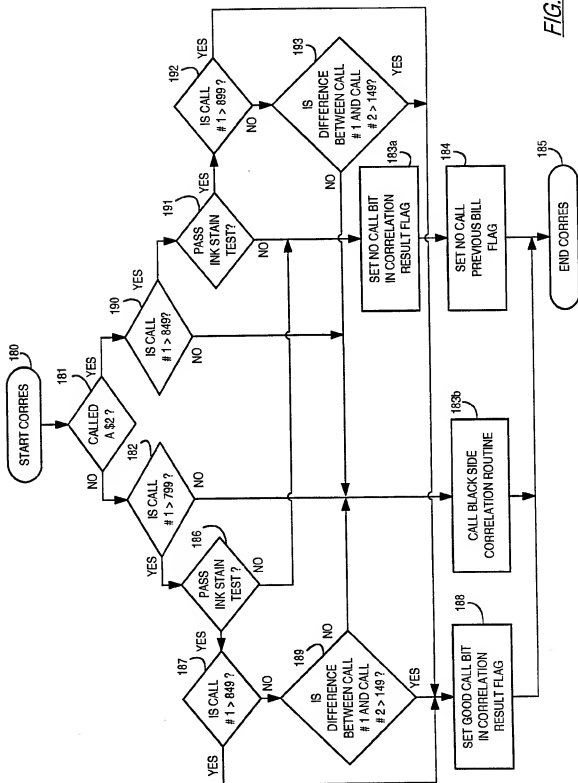 START CORRES
180
CALLED
A $2 ?
181
NO
YES
IS CALL
# 1 > 799 ?
182
YES
NO
IS CALL
# 1 > 849?
190
YES
NO
PASS
INK STAIN
TEST ?
186
YES
NO
PASS
INK STAIN
TEST?
191
YES
NO
IS CALL
# 1 > 849 ?
187
YES
NO
IS CALL
# 1 > 899?
192
YES
NO
IS
DIFFERENCE
BETWEEN CALL
# 1 AND CALL
# 2 > 149 ?
189
NO
YES
IS
DIFFERENCE
BETWEEN CALL
# 1 AND CALL
# 2 > 149?
193
NO
YES
SET GOOD CALL BIT
IN CORRELATION
RESULT FLAG
188
CALL BLACK SIDE
CORRELATION ROUTINE
183b
SET NO CALL BIT
IN CORRELATION
RESULT FLAG
183a
SET NO CALL
PREVIOUS BILL
FLAG
184
END CORRES
185
FIG.